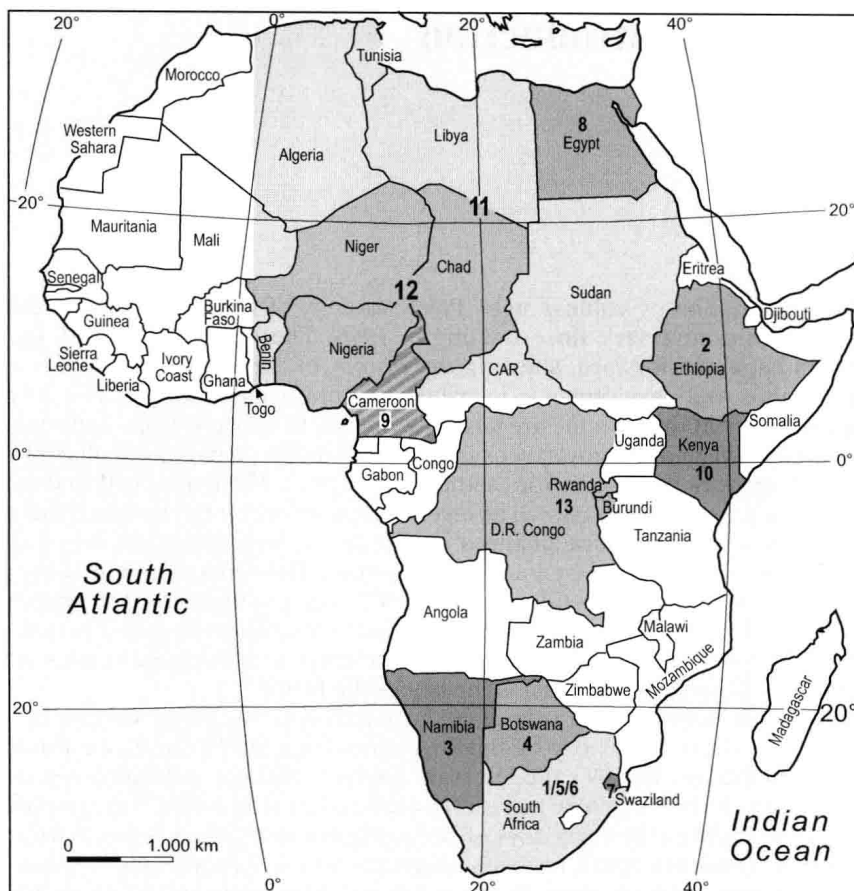 20°
0°
20°
40°
Tunisia
Morocco
Western
Sahara
Algeria
Libya
8
Egypt
20°
20°
11
Mauritania
Mali
Niger
Chad
Sudan
Eritrea
12
Senegal
Burkina
Faso
Djibouti
Guinea
Benin
Nigeria
2
Ethiopia
Sierra
Leone
Ivory
Coast
Ghana
CAR
Liberia
Togo
Cameroon
9
Somalia
Uganda
Kenya
10
0°
0°
Gabon
Congo
Rwanda
13
Burundi
D.R. Congo
Tanzania
South
Atlantic
Angola
Malawi
Zambia
Mozambique
Zimbabwe
Madagascar
20°
20°
Namibia
3
Botswana
4
1/5/6
7
Swaziland
South
Africa
Indian
Ocean
0
1.000 km
0°
20°
40°